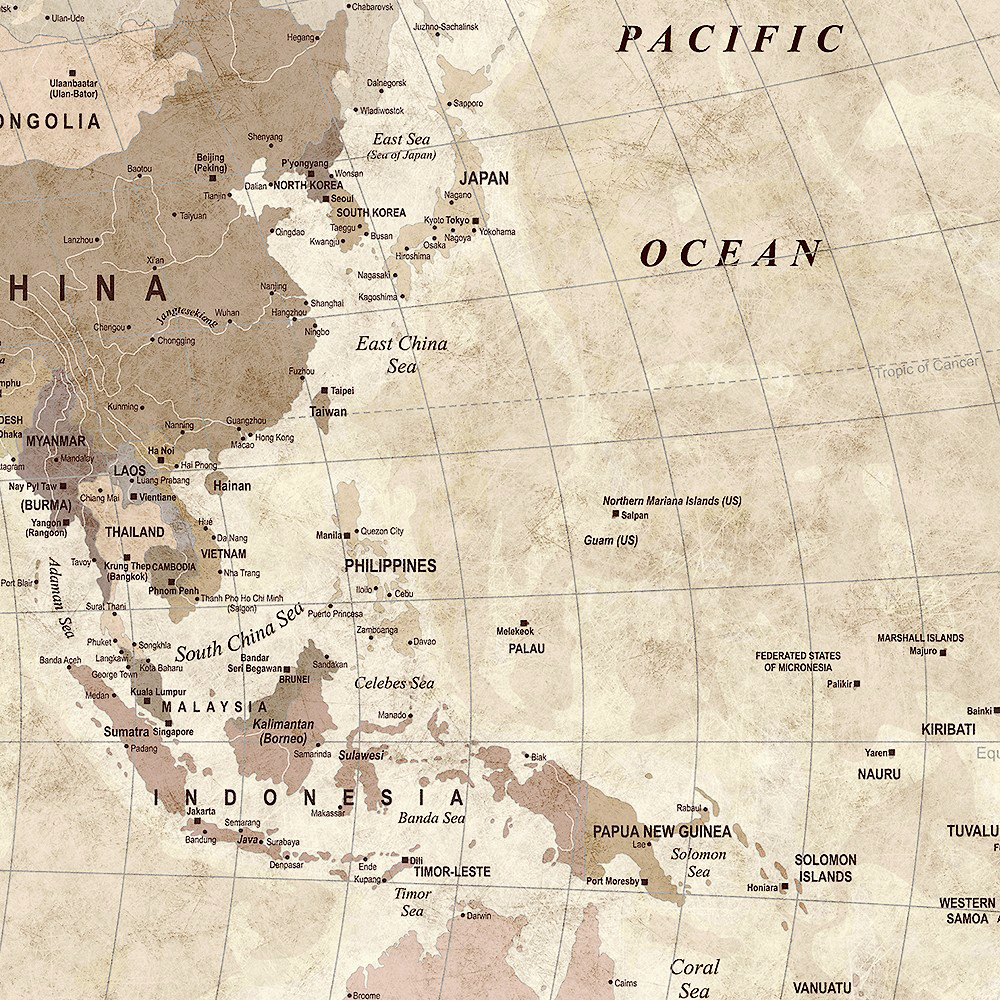 tsk
Ulan-Ude
Chabarovsk
Juzhno-Sachalinsk
PACIFIC
Hegang
Ulaanbaatar
(Ulan-Bator)
ONGOLIA
Dalnegorsk
Sapporo
Wladiwostok
East Sea
(Sea of Japan)
Shenyang
Beijing
(Peking)
P'yongyang
Wonsan
Baotou
Dalian
NORTH KOREA
JAPAN
Tianjin
Seoul
Nagano
Taiyuan
SOUTH KOREA
Kyoto
Tokyo
Taeggu
Busan
Yokohama
Qingdao
Kwangju
Osaka
Nagoya
Lanzhou
Hiroshima
OCEAN
Xi'an
Nagasaki
HINA
Nanjing
Kagoshima
Shanghai
Jangtsekiang
Wuhan
Hangzhou
Chengou
Ningbo
Chongqing
East China
Sea
Tropic of Cancer
Fuzhou
mphu
Taipei
Kunming
Taiwan
DESH
Dhaka
Nanning
Guangzhou
MYANMAR
Macao
Hong Kong
Ha Noi
Mandalay
Hai Phong
ttagram
LAOS
Luang Prabang
Nay Pyi Taw
Hainan
Chiang Mai
Vientiane
(BURMA)
Northern Mariana Islands (US)
Saipan
Yangon
(Rangoon)
THAILAND
Hué
Da Nang
Manila
Quezon City
Guam (US)
VIETNAM
Tavoy
Krung Thep
(Bangkok)
CAMBODIA
Nha Trang
PHILIPPINES
Port Blair
Adaman Sea
Phnom Penh
Iloilo
Cebu
Thanh Pho Ho Chi Minh
(Saigon)
Surat Thani
Puerto Princesa
South China Sea
Melekeok
PALAU
Zamboanga
Davao
MARSHALL ISLANDS
Majuro
Phuket
Songkhla
FEDERATED STATES
OF MICRONESIA
Banda Aceh
Langkawi
Kota Baharu
Bandar
Seri Begawan
Sandakan
George Town
BRUNEI
Celebes Sea
Palikir
Medan
Kuala Lumpur
MALAYSIA
Bainki
Manado
Sumatra
Singapore
Kalimantan
(Borneo)
KIRIBATI
Padang
Samarinda
Sulawesi
Biak
Yaren
Equ
NAURU
INDONESIA
Jakarta
Makassar
Banda Sea
Rabaul
Semarang
PAPUA NEW GUINEA
TUVALU
Bandung
Java
Surabaya
Lae
Solomon
Sea
F
Denpasar
Ende
Dili
TIMOR-LESTE
SOLOMON
ISLANDS
Kupang
Port Moresby
Honiara
Timor
Sea
WESTERN
SAMOA
A
Darwin
Coral
Sea
Cairns
VANUATU
Broome